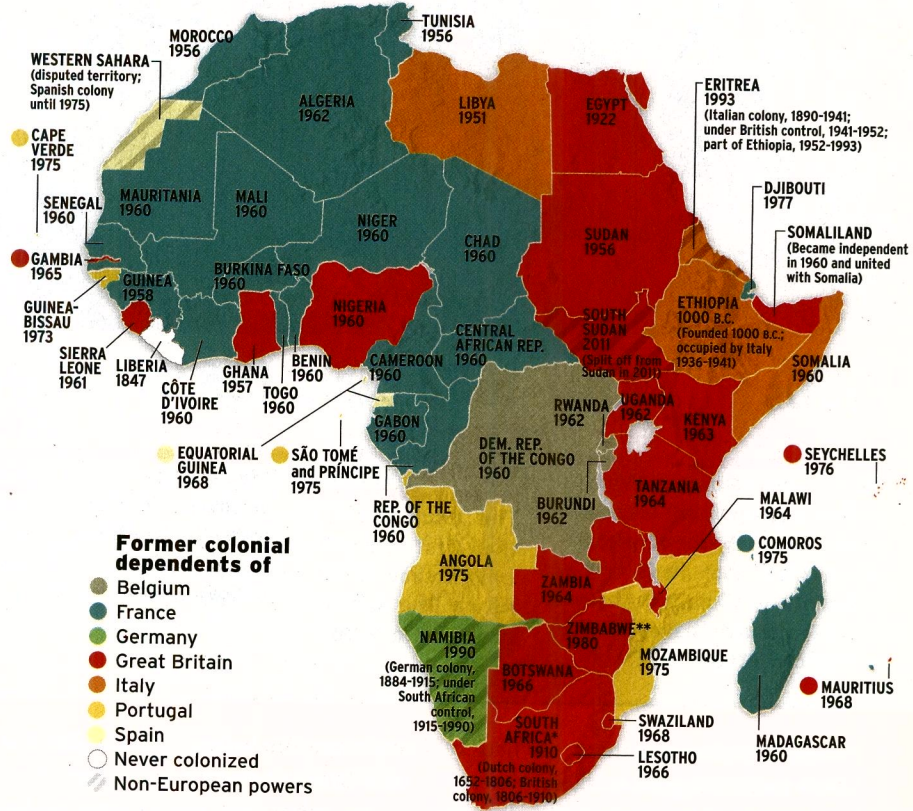 TUNISIA
1956
MOROCCO
1956
WESTERN SAHARA
(disputed territory;
Spanish colony
until 1975)
ALGERIA
1962
LIBYA
1951
EGYPT
1922
ERITREA
1993
(Italian colony, 1890-1941;
under British control, 1941-1952;
part of Ethiopia, 1952-1993)
CAPE
VERDE
1975
DJIBOUTI
1977
SENEGAL
1960
MAURITANIA
1960
MALI
1960
NIGER
1960
CHAD
1960
SUDAN
1956
SOMALILAND
(Became independent
in 1960 and united
with Somalia)
GAMBIA
1965
GUINEA
1958
BURKINA FASO
1960
NIGERIA
1960
SOUTH
SUDAN
2011
(Split off from
Sudan in 2011)
ETHIOPIA
1000 B.C.
(Founded 1000 B.C.;
occupied by Italy
1936-1941)
GUINEA-
BISSAU
1973
SIERRA
LEONE
1961
LIBERIA
1847
CÔTE
D'IVOIRE
1960
GHANA
1957
TOGO
1960
BENIN
1960
CAMEROON
1960
CENTRAL
AFRICAN REP.
1960
SOMALIA
1960
GABON
1960
RWANDA
1962
UGANDA
1962
KENYA
1963
EQUATORIAL
GUINEA
1968
SÃO TOMÉ
and PRÍNCIPE
1975
DEM. REP.
OF THE CONGO
1960
SEYCHELLES
1976
REP. OF THE
CONGO
1960
BURUNDI
1962
TANZANIA
1964
MALAWI
1964
COMOROS
1975
Former colonial
dependents of
Belgium
France
Germany
Great Britain
Italy
Portugal
Spain
Never colonized
Non-European powers
ANGOLA
1975
ZAMBIA
1964
NAMIBIA
1990
(German colony,
1884-1915; under
South African
control,
1915-1990)
ZIMBABWE**
1980
MOZAMBIQUE
1975
BOTSWANA
1966
MAURITIUS
1968
SOUTH
AFRICA*
1910
(Dutch colony,
1652-1806; British
colony, 1806-1910)
SWAZILAND
1968
LESOTHO
1966
MADAGASCAR
1960